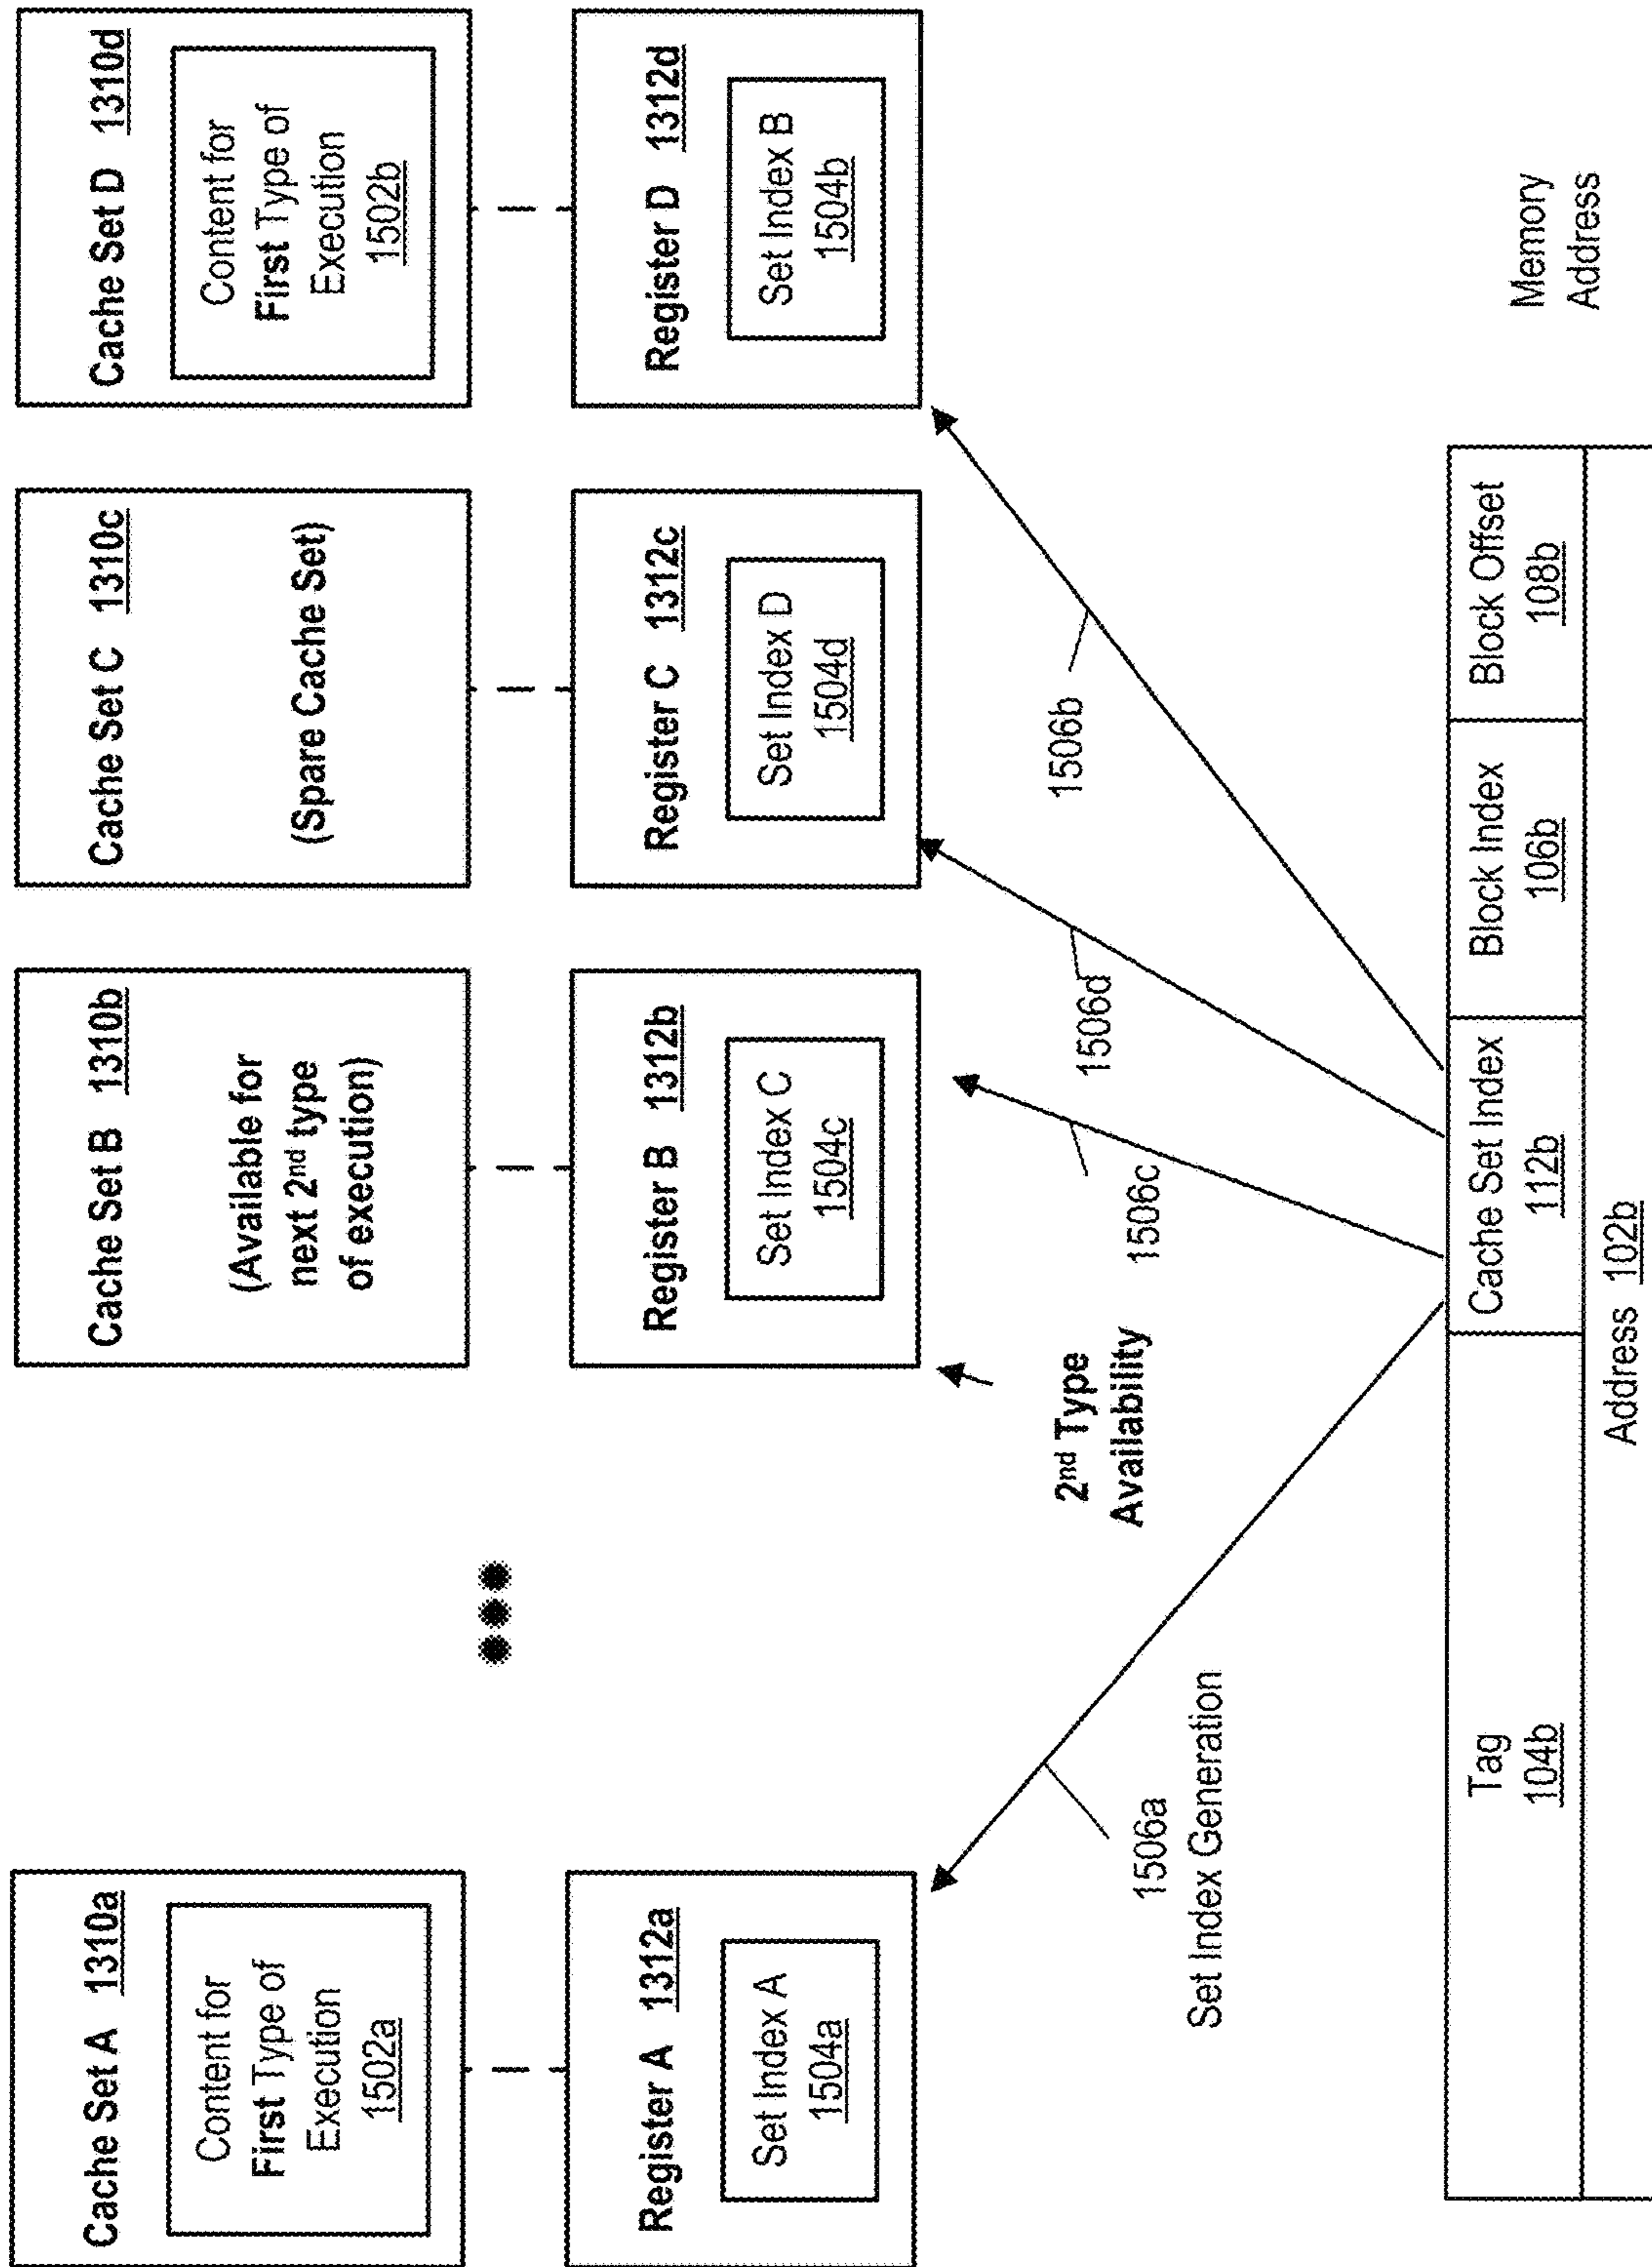 Cache Set A 1310a
Content for
First Type of
Execution
1502a
Cache Set B 1310b
(Available for
next 2nd type
of execution)
Cache Set C 1310c
(Spare Cache Set)
Cache Set D 1310d
Content for
First Type of
Execution
1502b
Register A 1312a
Set Index A
1504a
Register B 1312b
Set Index C
1504c
Register C 1312c
Set Index D
1504d
Register D 1312d
Set Index B
1504b
2nd Type
Availability
1506a
Set Index Generation
1506c
1506d
1506b
Tag
104b
Cache Set Index
112b
Block Index
106b
Block Offset
108b
Address 102b
Memory
Address